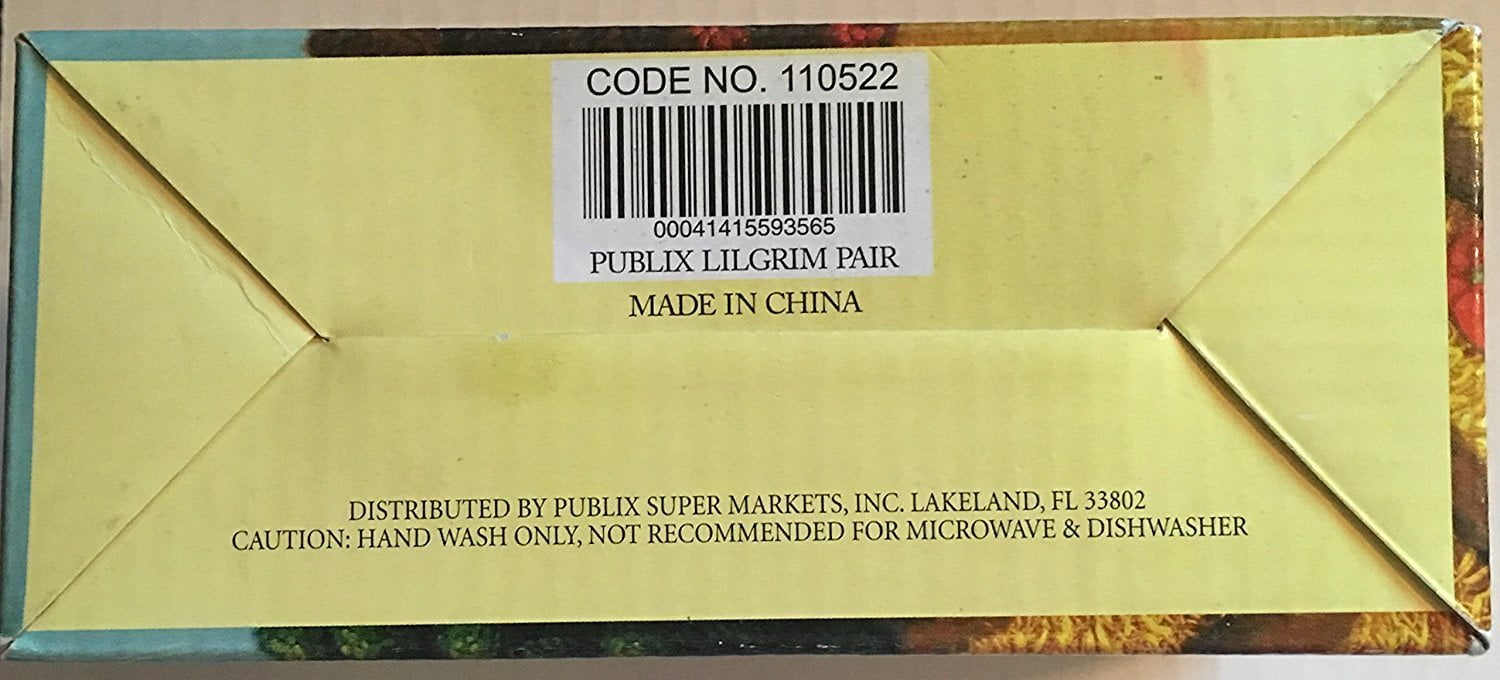 CODE NO. 110522
00041415593565
PUBLIX LILGRIM PAIR
MADE IN CHINA
DISTRIBUTED BY PUBLIX SUPER MARKETS, INC. LAKELAND, FL 33802
CAUTION: HAND WASH ONLY, NOT RECOMMENDED FOR MICROWAVE & DISHWASHER